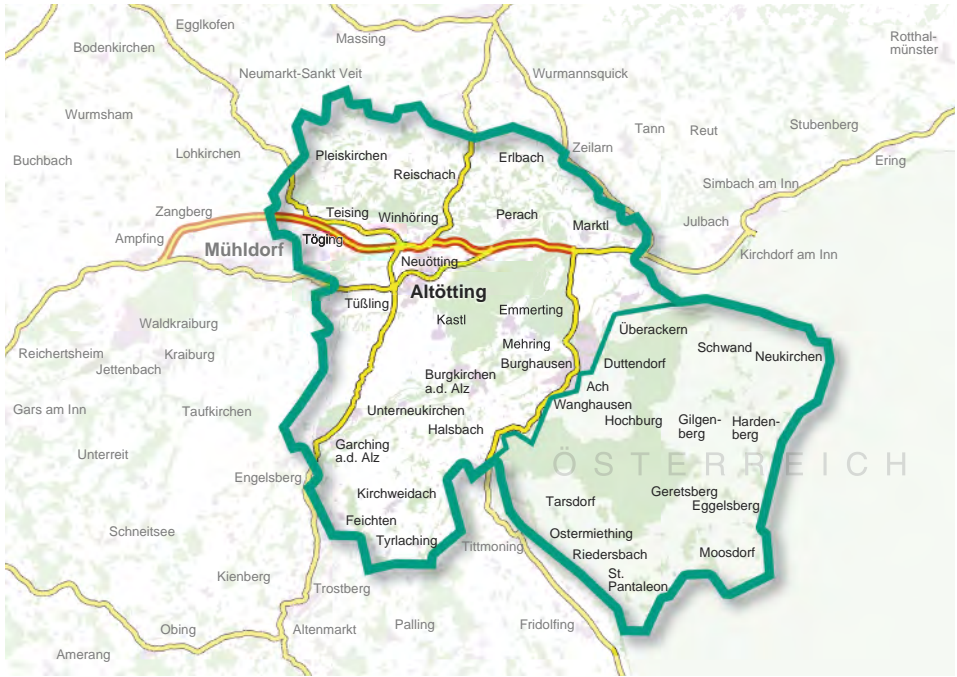 Egglkofen
Massing
Rotthal-
münster
Bodenkirchen
Neumarkt-Sankt Veit
Wurmannsquick
Wurmsham
Tann
Reut
Stubenberg
Buchbach
Lohkirchen
Pleiskirchen
Erlbach
Zeilarn
Ering
Reischach
Simbach am Inn
Zangberg
Teising
Winhöring
Perach
Marktl
Julbach
Ampfing
Mühldorf
Töging
Neuötting
Kirchdorf am Inn
Tüßling
Altötting
Kastl
Emmerting
Waldkraiburg
Überackern
Reichertsheim
Kraiburg
Jettenbach
Mehring
Burghausen
Duttendorf
Schwand
Neukirchen
Burgkirchen
a.d. Alz
Ach
Wanghausen
Gars am Inn
Taufkirchen
Unterneukirchen
Halsbach
Hochburg
Gilgen-
berg
Harden-
berg
Unterreit
Garching
a.d. Alz
ÖSTERREICH
Engelsberg
Kirchweidach
Tarsdorf
Geretsberg
Eggelsberg
Schneitsee
Feichten
Tyrlaching
Tittmoning
Ostermiething
Riedersbach
Moosdorf
Kienberg
Trostberg
St.
Pantaleon
Obing
Altenmarkt
Palling
Fridolfing
Amerang